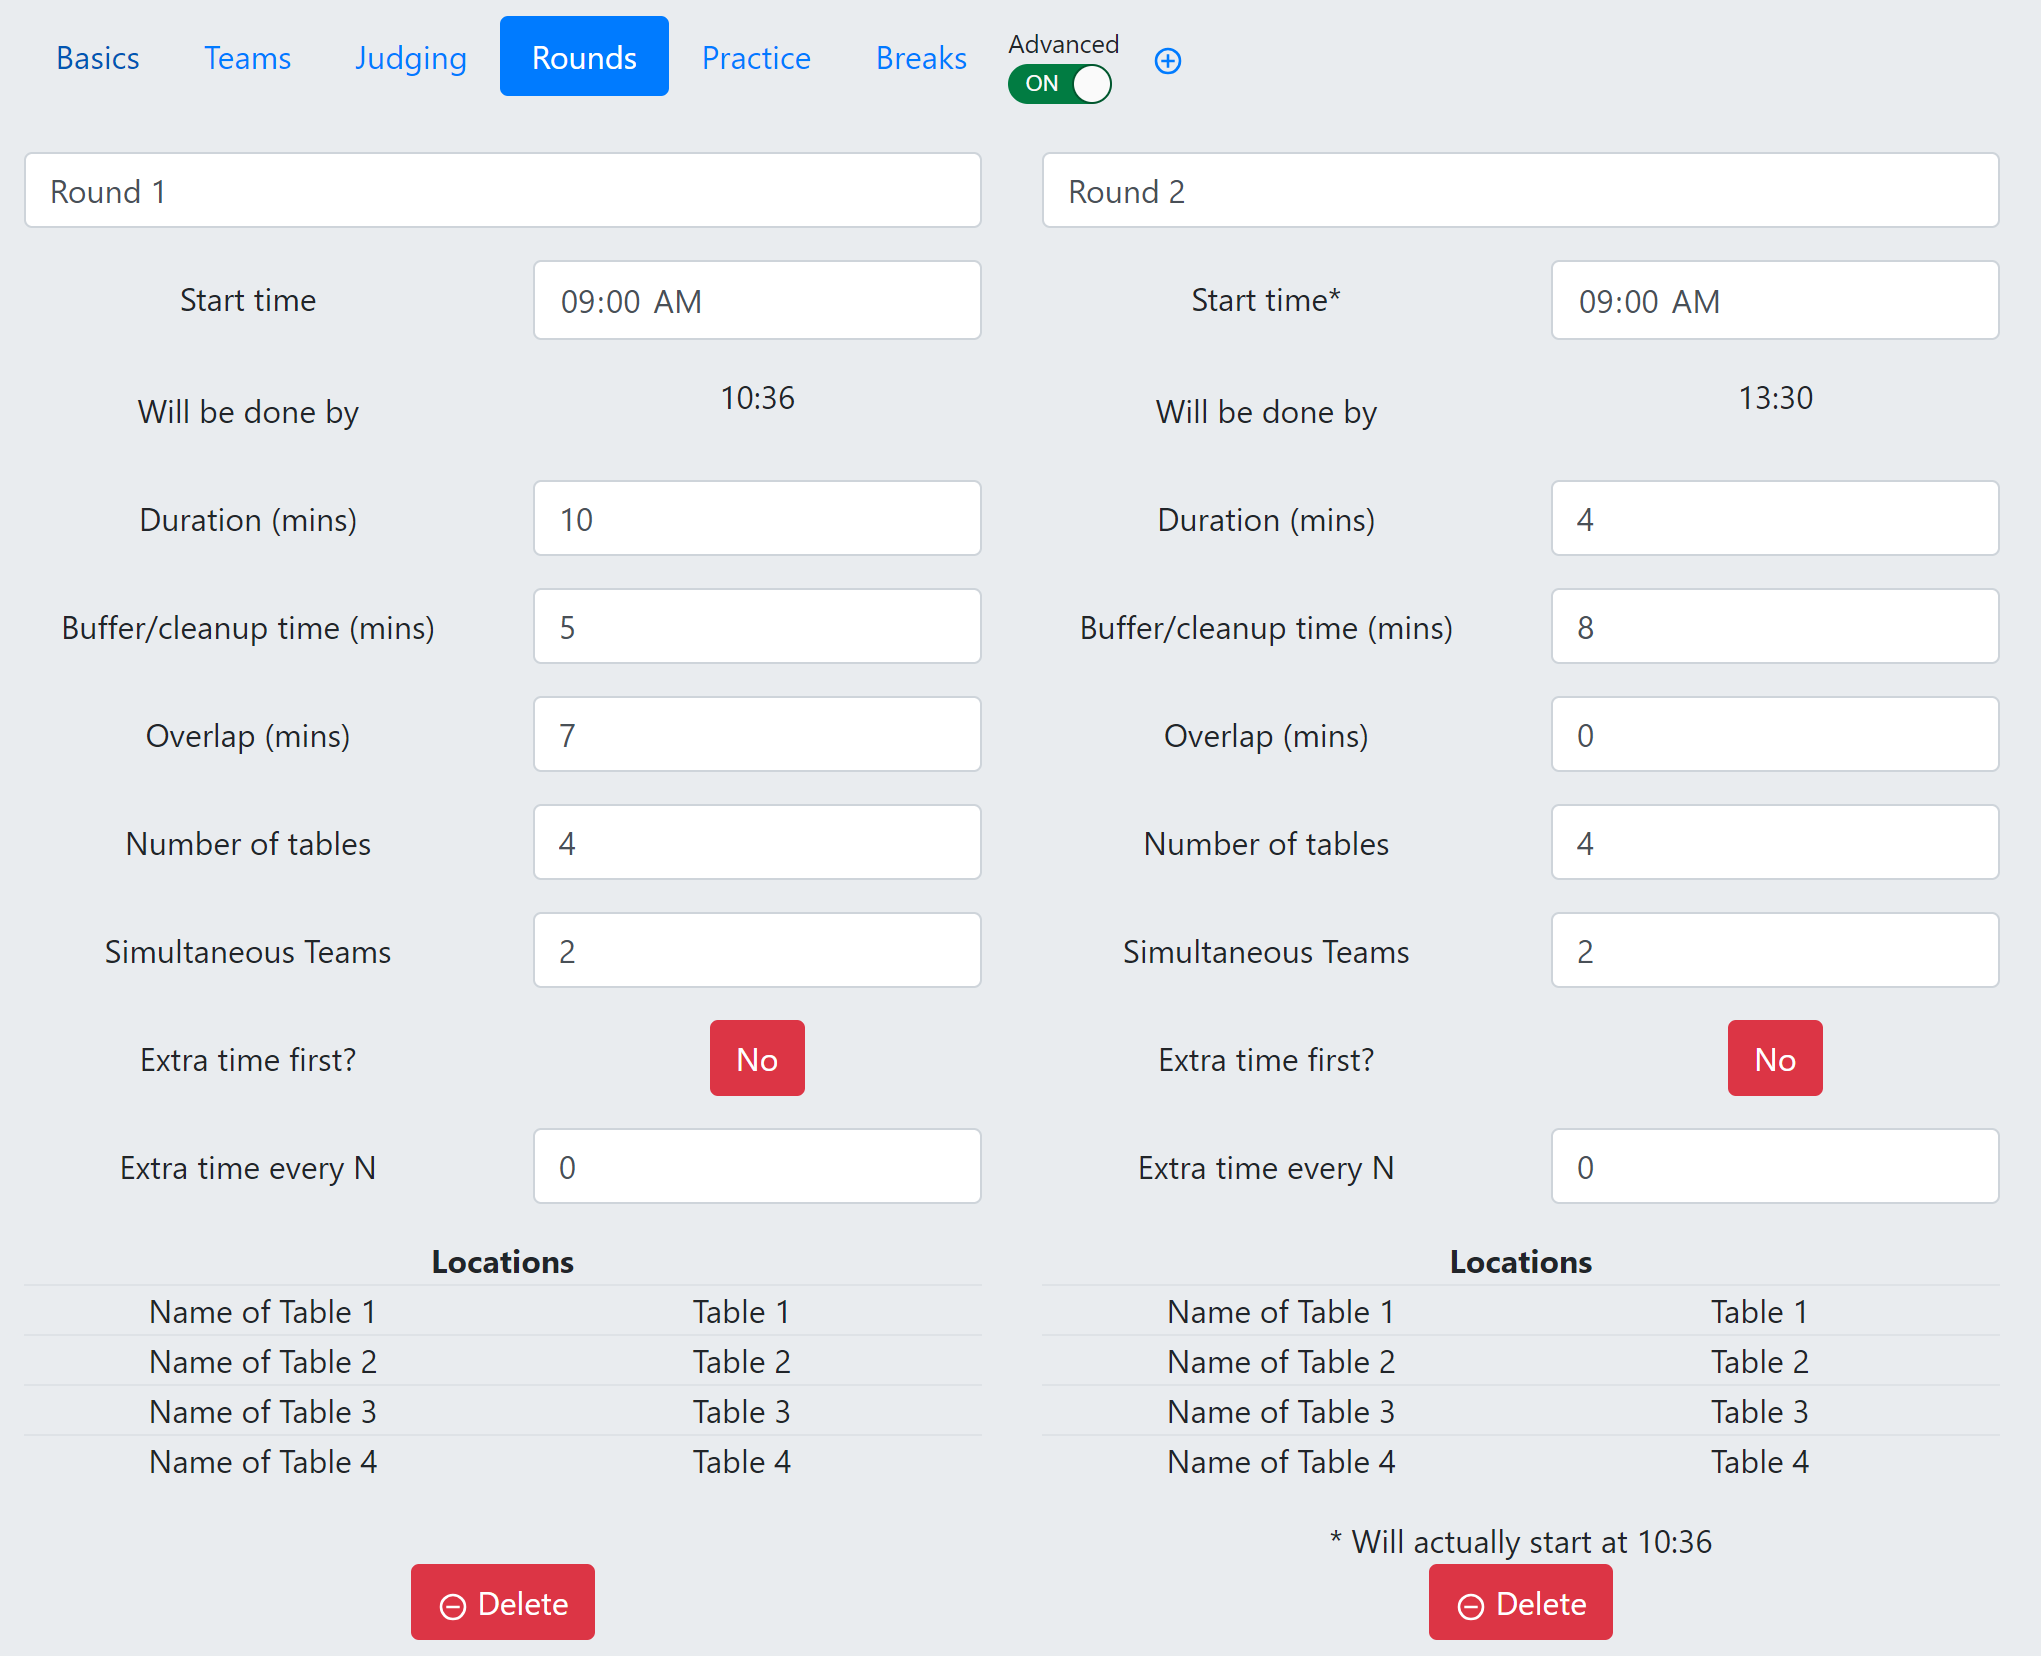 Basics Teams Judging Rounds Practice Breaks Advanced ON
Round 1
Start time 09:00 AM
Will be done by 10:36
Duration (mins) 10
Buffer/cleanup time (mins) 5
Overlap (mins) 7
Number of tables 4
Simultaneous Teams 2
Extra time first? No
Extra time every N 0
Locations
Name of Table 1 Table 1
Name of Table 2 Table 2
Name of Table 3 Table 3
Name of Table 4 Table 4
Delete
Round 2
Start time* 09:00 AM
Will be done by 13:30
Duration (mins) 4
Buffer/cleanup time (mins) 8
Overlap (mins) 0
Number of tables 4
Simultaneous Teams 2
Extra time first? No
Extra time every N 0
Locations
Name of Table 1 Table 1
Name of Table 2 Table 2
Name of Table 3 Table 3
Name of Table 4 Table 4
* Will actually start at 10:36
Delete